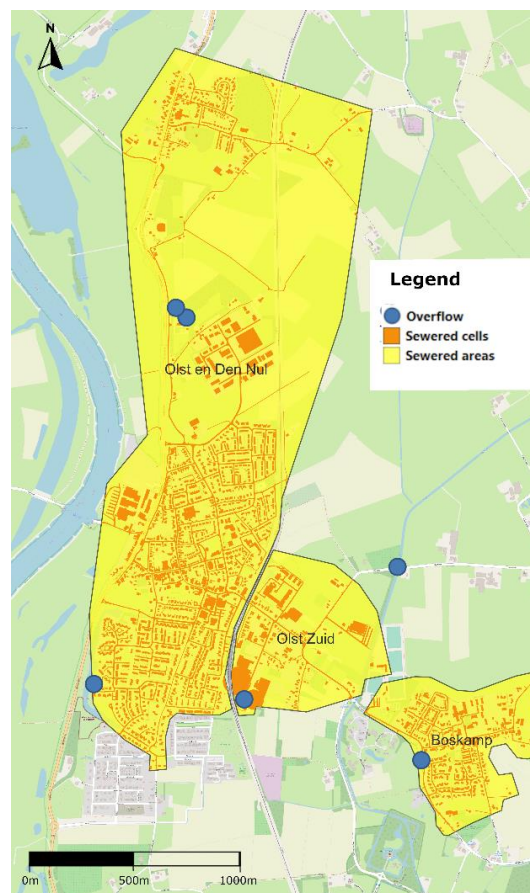 N
Legend
Overflow
Sewered cells
Sewered areas
Olst en Den Nul
Olst Zuid
Boskamp
0m
500m
1000m